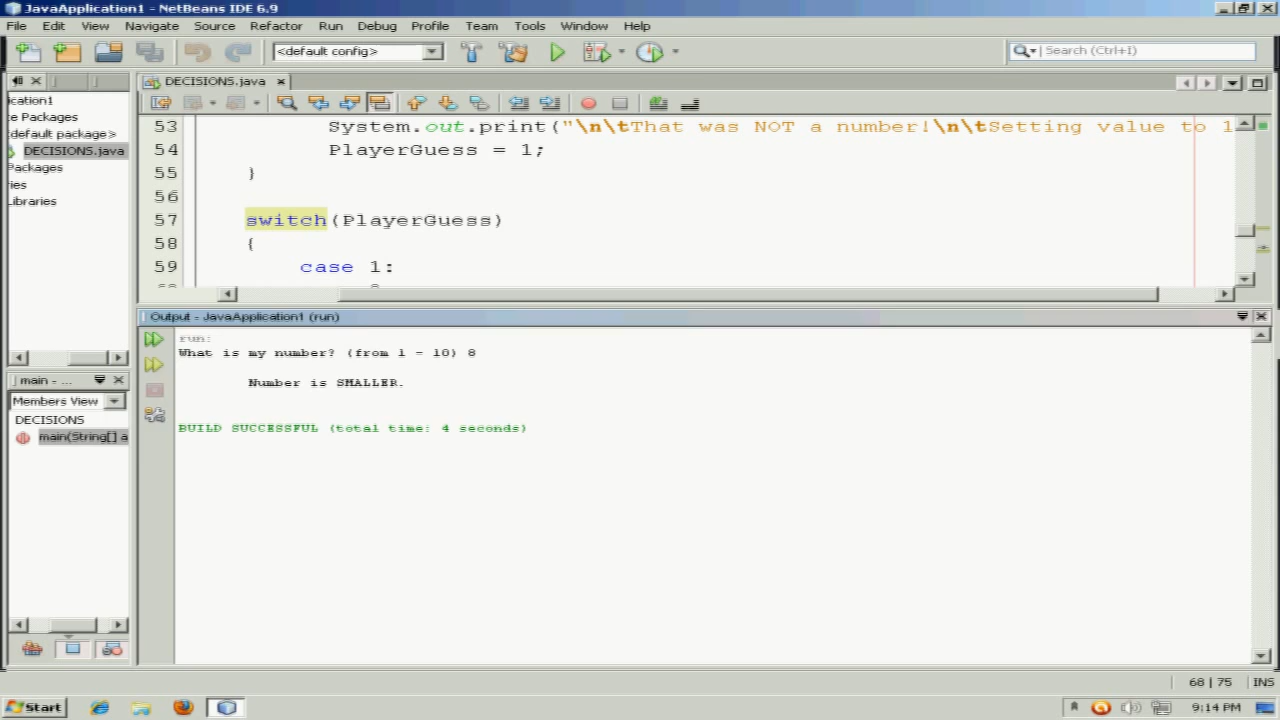 JavaApplication1 - NetBeans IDE 6.9
File Edit View Navigate Source Refactor Run Debug Profile Team Tools Window Help
<default config>
Search (Ctrl+I)
DECISIONS.java
ication1
e Packages
default package>
DECISIONS.java
Packages
ries
Libraries
53 System.out.print("\n\tThat was NOT a number!\n\tSetting value to 1
54 PlayerGuess = 1;
55 }
56
57 switch(PlayerGuess)
58 {
59 case 1:
Output - JavaApplication1 (run)
run:
What is my number? (from 1 - 10) 8
Number is SMALLER.
BUILD SUCCESSFUL (total time: 4 seconds)
main - ...
Members View
DECISIONS
main(String[] a
68 | 75 INS
Start
9:14 PM